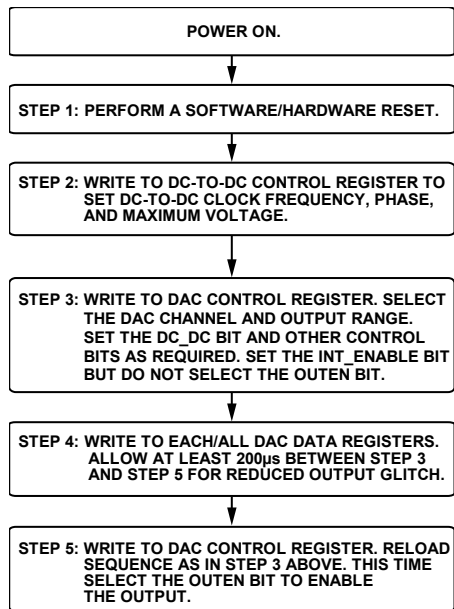 POWER ON.
STEP 1: PERFORM A SOFTWARE/HARDWARE RESET.
STEP 2: WRITE TO DC-TO-DC CONTROL REGISTER TO
SET DC-TO-DC CLOCK FREQUENCY, PHASE,
AND MAXIMUM VOLTAGE.
STEP 3: WRITE TO DAC CONTROL REGISTER. SELECT
THE DAC CHANNEL AND OUTPUT RANGE.
SET THE DC_DC BIT AND OTHER CONTROL
BITS AS REQUIRED. SET THE INT_ENABLE BIT
BUT DO NOT SELECT THE OUTEN BIT.
STEP 4: WRITE TO EACH/ALL DAC DATA REGISTERS.
ALLOW AT LEAST 200µs BETWEEN STEP 3
AND STEP 5 FOR REDUCED OUTPUT GLITCH.
STEP 5: WRITE TO DAC CONTROL REGISTER. RELOAD
SEQUENCE AS IN STEP 3 ABOVE. THIS TIME
SELECT THE OUTEN BIT TO ENABLE
THE OUTPUT.